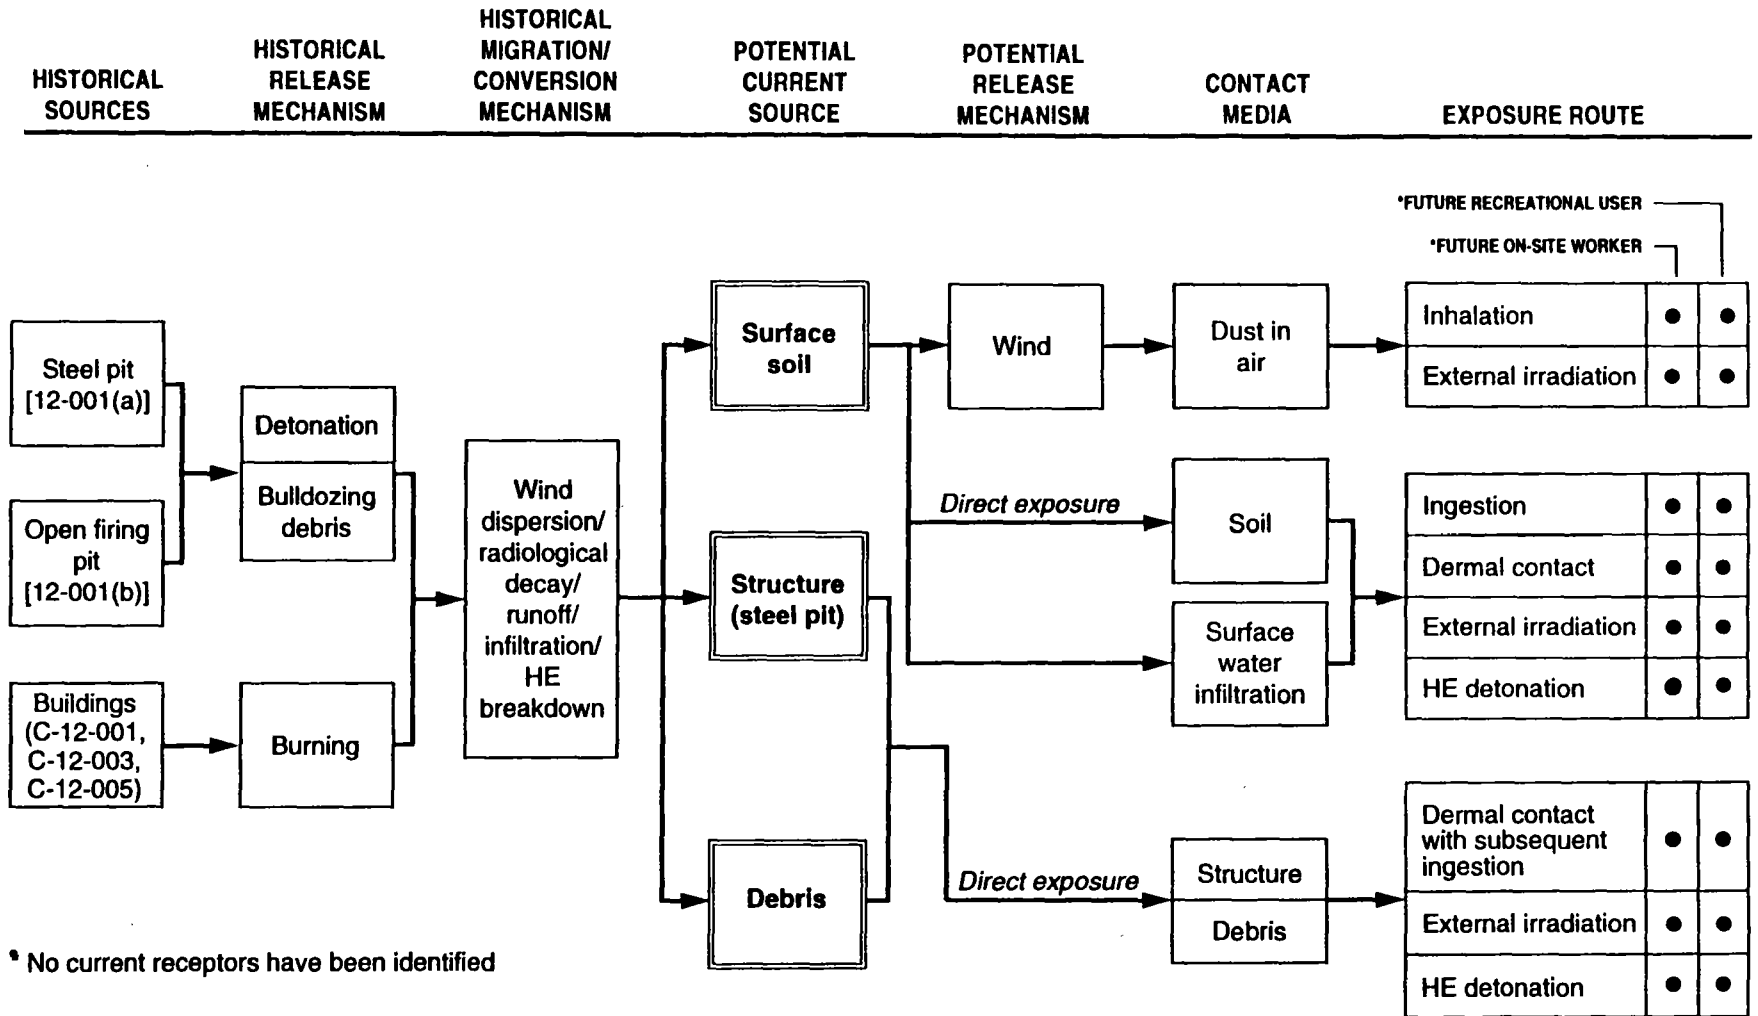 HISTORICAL
SOURCES
HISTORICAL
RELEASE
MECHANISM
HISTORICAL
MIGRATION/
CONVERSION
MECHANISM
POTENTIAL
CURRENT
SOURCE
POTENTIAL
RELEASE
MECHANISM
CONTACT
MEDIA
EXPOSURE ROUTE
*FUTURE RECREATIONAL USER
*FUTURE ON-SITE WORKER
Steel pit
[12-001(a)]
Open firing
pit
[12-001(b)]
Buildings
(C-12-001,
C-12-003,
C-12-005)
Detonation
Bulldozing
debris
Burning
Wind
dispersion/
radiological
decay/
runoff/
infiltration/
HE
breakdown
Surface
soil
Structure
(steel pit)
Debris
Wind
Direct exposure
Direct exposure
Dust in
air
Soil
Surface
water
infiltration
Structure
Debris
Inhalation
External irradiation
Ingestion
Dermal contact
External irradiation
HE detonation
Dermal contact
with subsequent
ingestion
External irradiation
HE detonation
* No current receptors have been identified